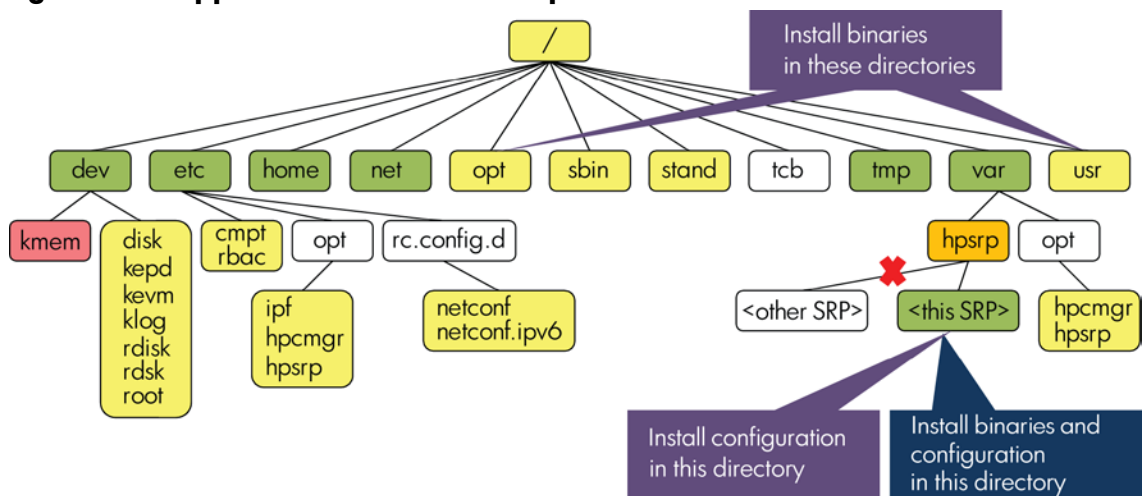 /
Install binaries
in these directories
dev
etc
home
net
opt
sbin
stand
tcb
tmp
var
usr
kmem
disk
kepd
kevm
klog
rdisk
rdsk
root
cmpt
rbac
opt
rc.config.d
hpsrp
opt
ipf
hpcmgr
hpsrp
netconf
netconf.ipv6
<other SRP>
<this SRP>
hpcmgr
hpsrp
Install configuration
in this directory
Install binaries and
configuration
in this directory